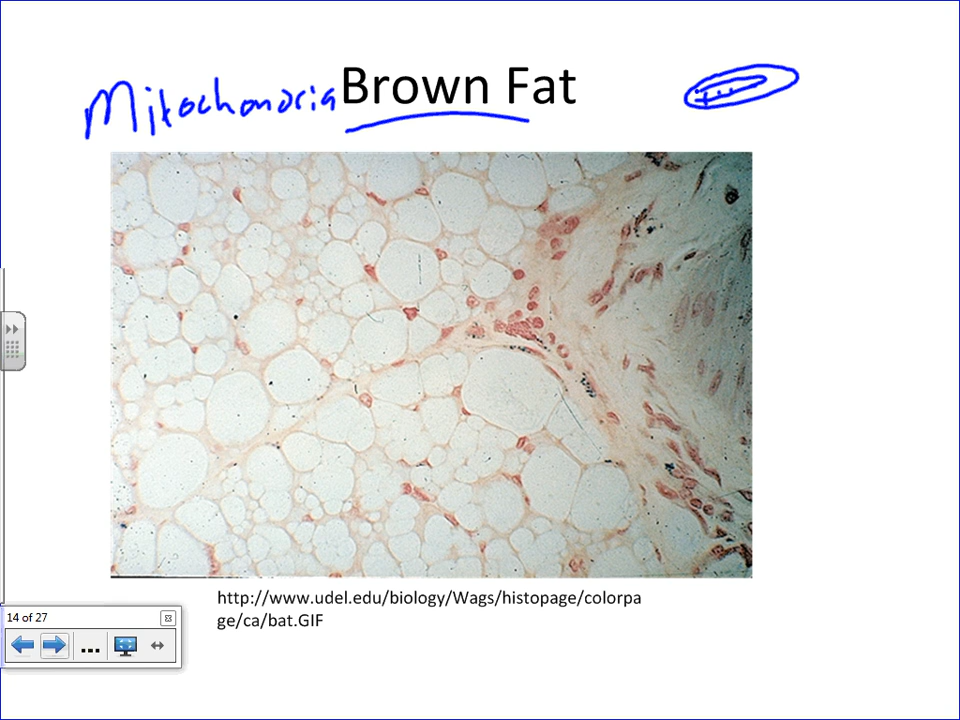 Mitochondria Brown Fat
http://www.udel.edu/biology/Wags/histopage/colorpa
ge/ca/bat.GIF
14 of 27
...